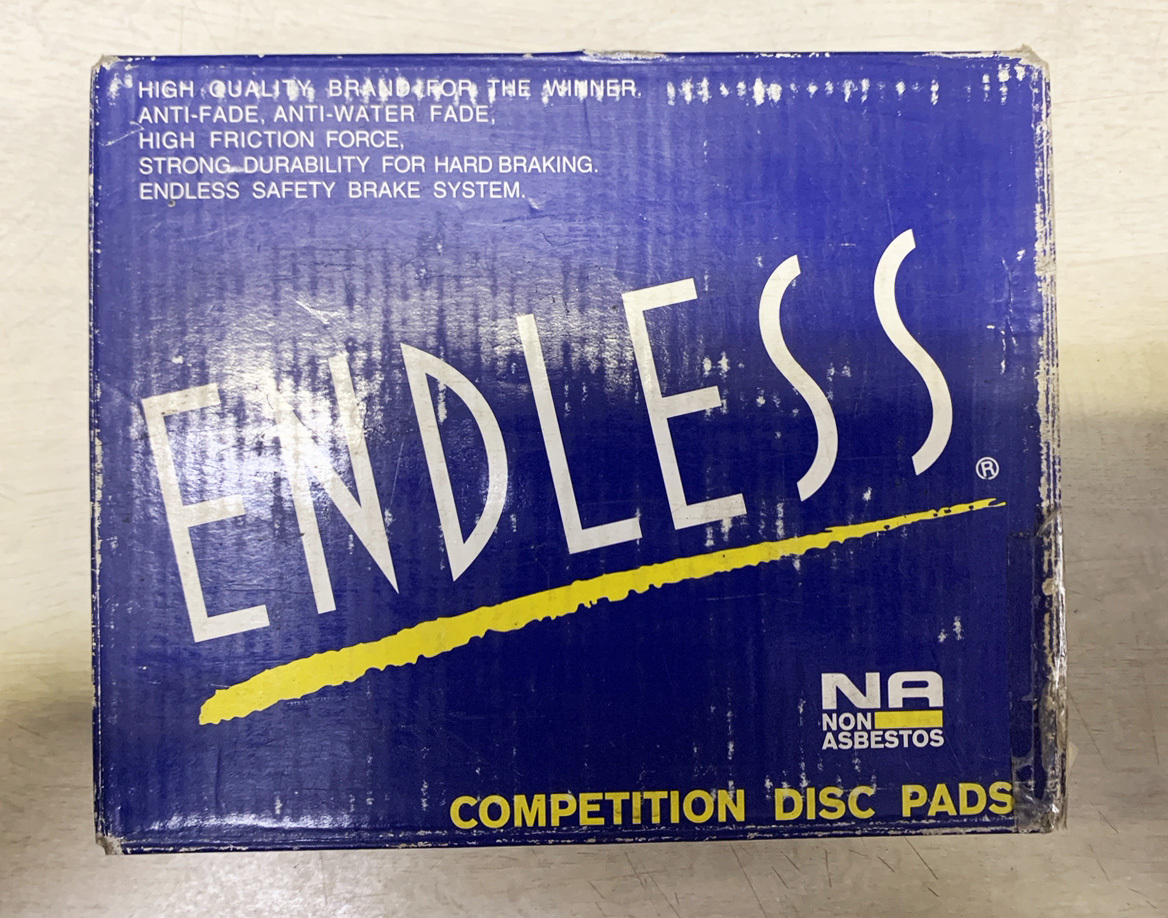 HIGH QUALITY BRAND FOR THE WINNER.
ANTI-FADE, ANTI-WATER FADE,
HIGH FRICTION FORCE,
STRONG DURABILITY FOR HARD BRAKING.
ENDLESS SAFETY BRAKE SYSTEM.
ENDLESS®
NA
NON
ASBESTOS
COMPETITION DISC PADS